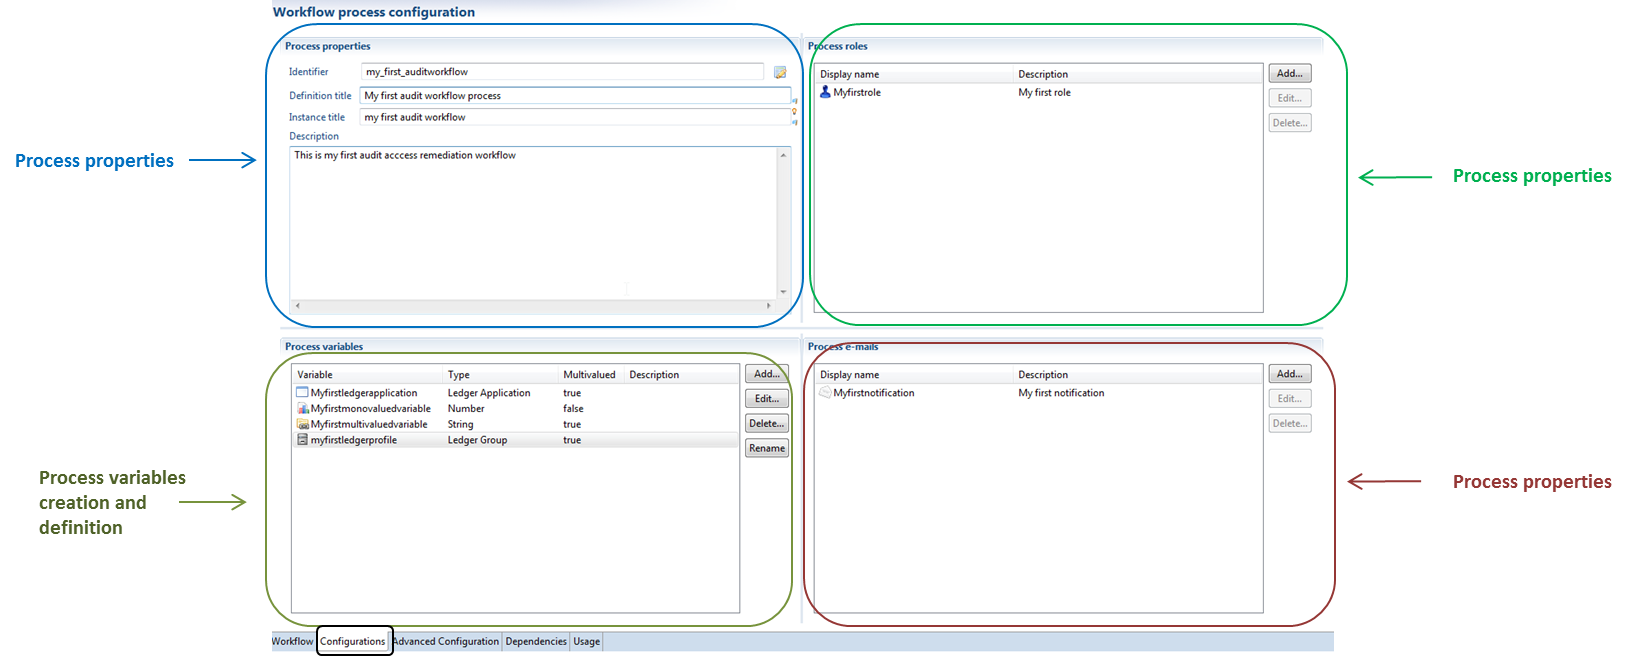 Workflow process configuration
Process properties
Identifier my_first_auditworkflow
Definition title My first audit workflow process
Instance title my first audit workflow
Description
This is my first audit acccess remediation workflow
Process properties
Process roles
Display name Description
Myfirstrole My first role
Add...
Edit...
Delete...
Process properties
Process variables
Variable Type Multivalued Description
Myfirstledgerapplication Ledger Application true
Myfirstmonovaluedvariable Number false
Myfirstmultivaluedvariable String true
myfirstledgerprofile Ledger Group true
Add...
Edit...
Delete...
Rename
Process variables
creation and
definition
Process e-mails
Display name Description
Myfirstnotification My first notification
Add...
Edit...
Delete...
Process properties
Workflow Configurations Advanced Configuration Dependencies Usage